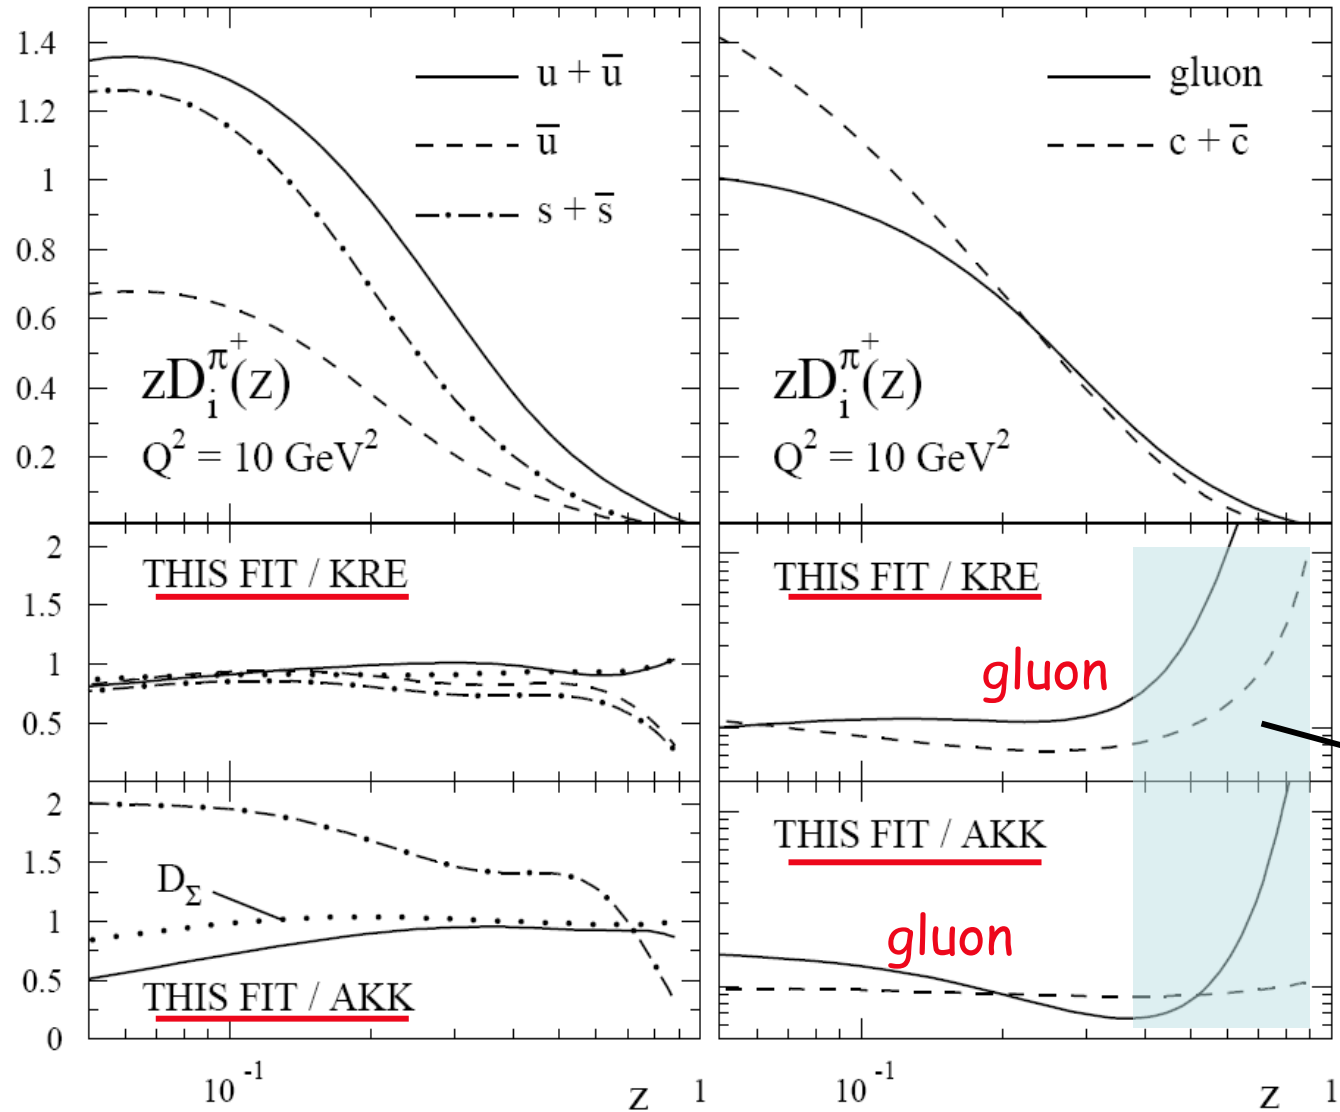 1.4
1.2
1
0.8
0.6
0.4
0.2
u + u̅
u̅
s + s̅
zD_i^{π^+}(z)
Q^2 = 10 GeV^2
gluon
c + c̅
zD_i^{π^+}(z)
Q^2 = 10 GeV^2
2
1.5
1
0.5
THIS FIT / KRE
THIS FIT / KRE
gluon
2
1.5
1
0.5
0
D_Σ
THIS FIT / AKK
THIS FIT / AKK
gluon
10^{-1}
z
1
10^{-1}
z
1